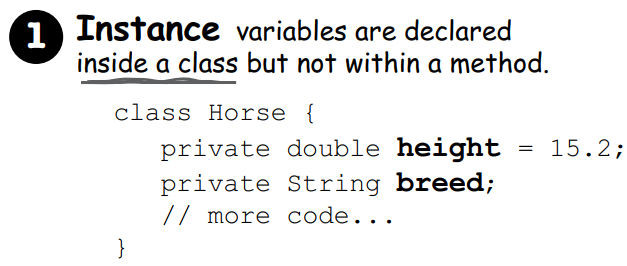 1 Instance variables are declared
inside a class but not within a method.
class Horse {
private double height = 15.2;
private String breed;
// more code...
}